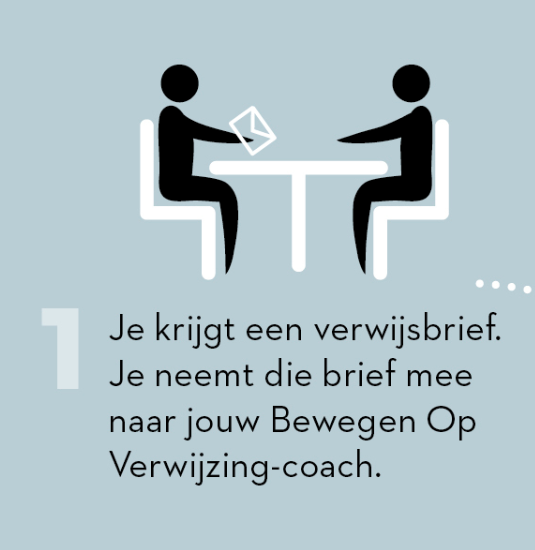 1
Je krijgt een verwijsbrief.
Je neemt die brief mee
naar jouw Bewegen Op
Verwijzing-coach.